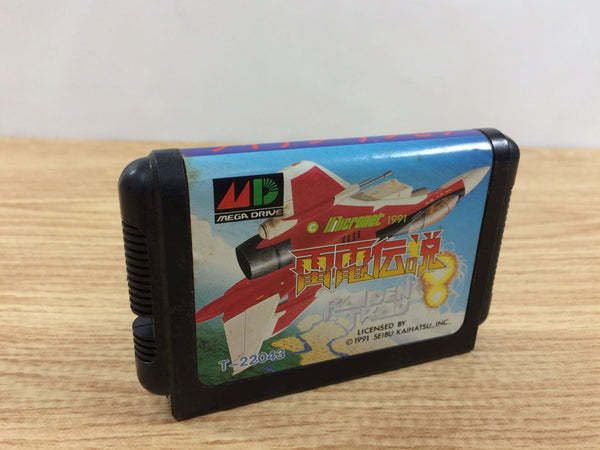 MD
MEGA DRIVE
© Micronet 1991
雷電伝説
RAIDEN
TRAD
LICENSED BY
©1991 SEIBU KAIHATSU, INC.
T-22043